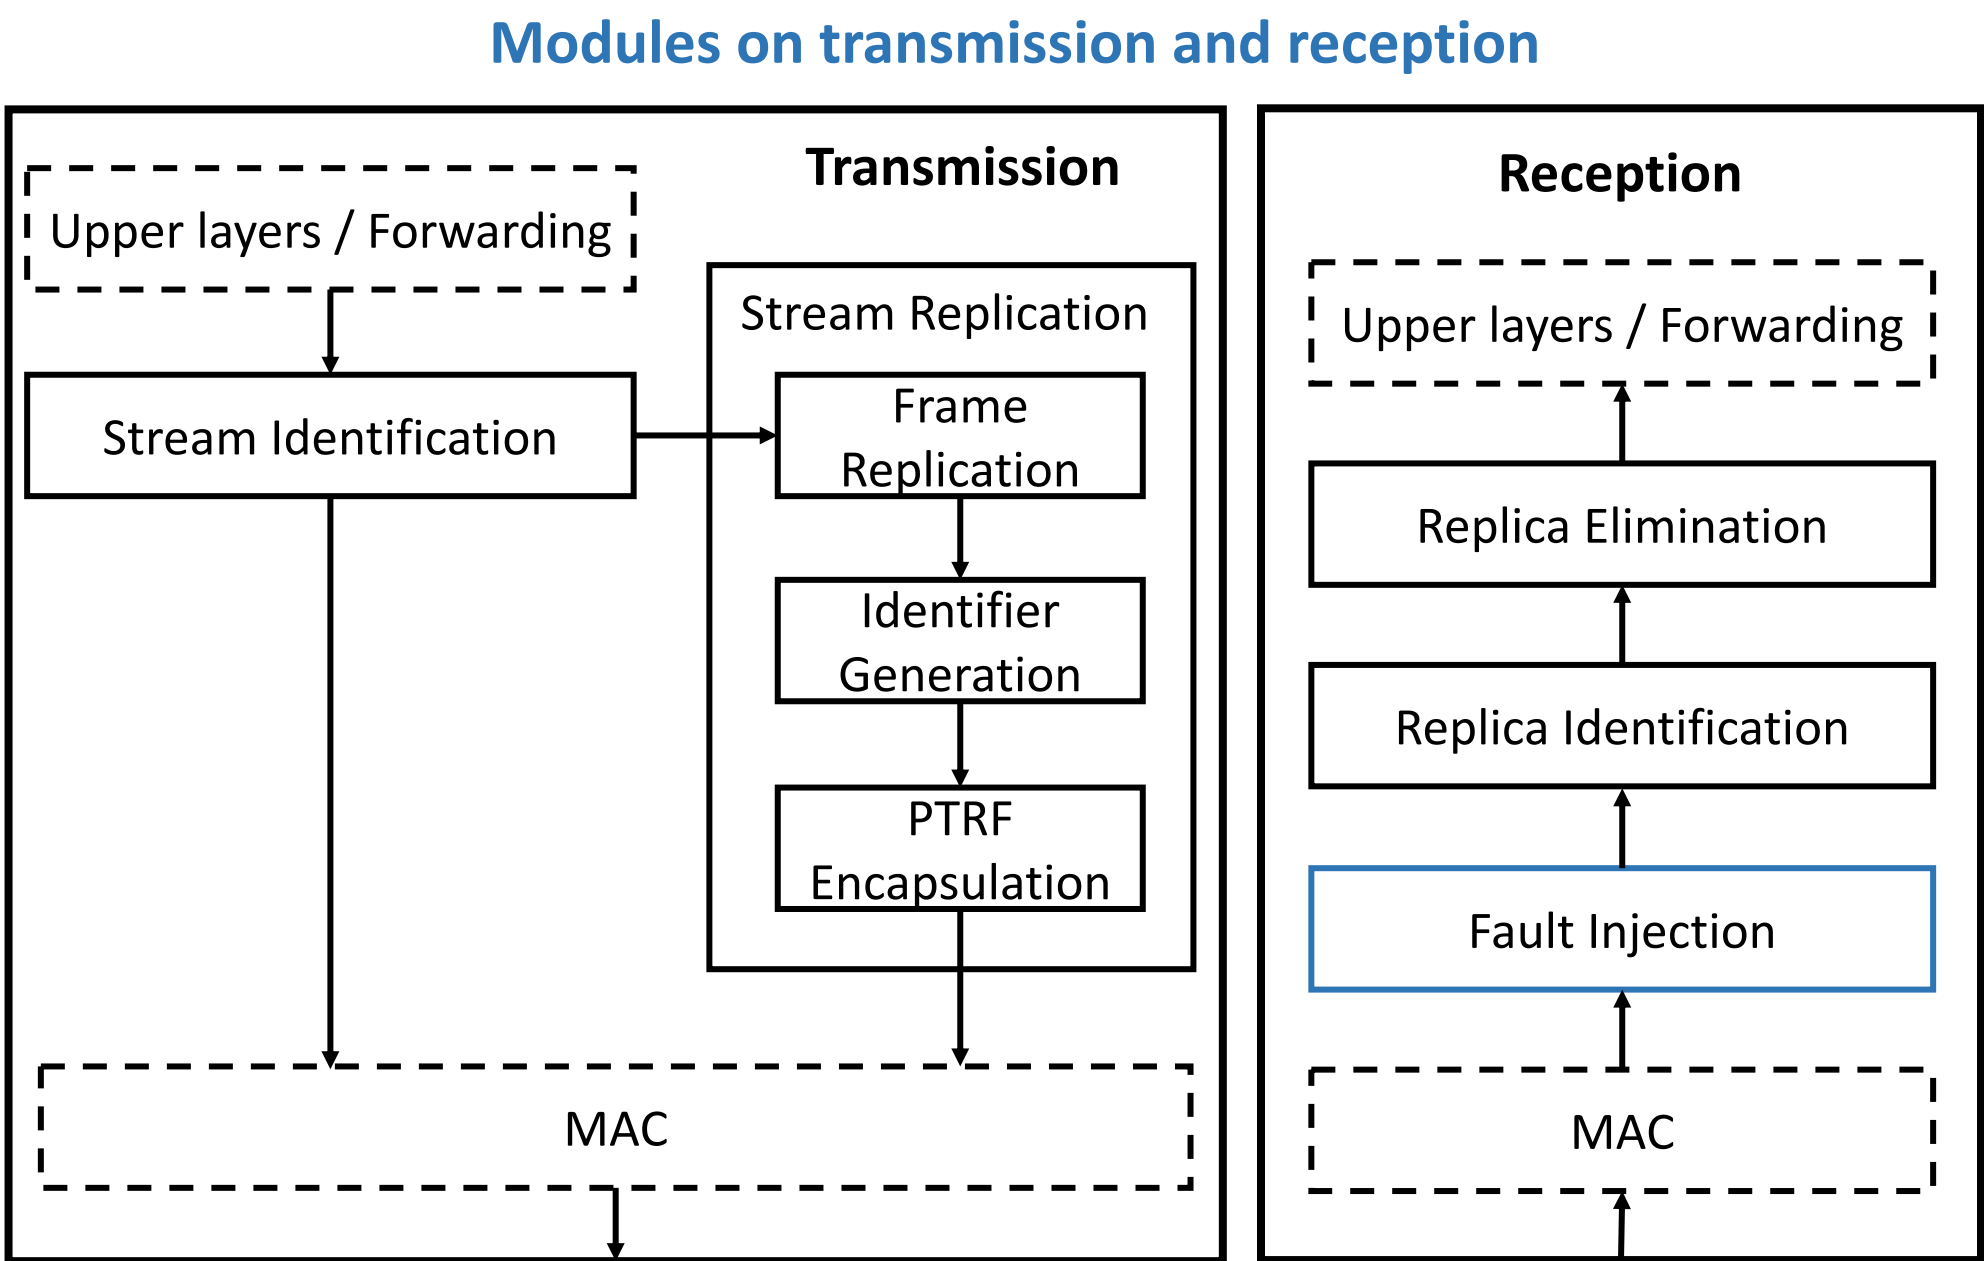 Modules on transmission and reception
Transmission
Upper layers / Forwarding
Stream Identification
Stream Replication
Frame
Replication
Identifier
Generation
PTRF
Encapsulation
MAC
Reception
Upper layers / Forwarding
Replica Elimination
Replica Identification
Fault Injection
MAC